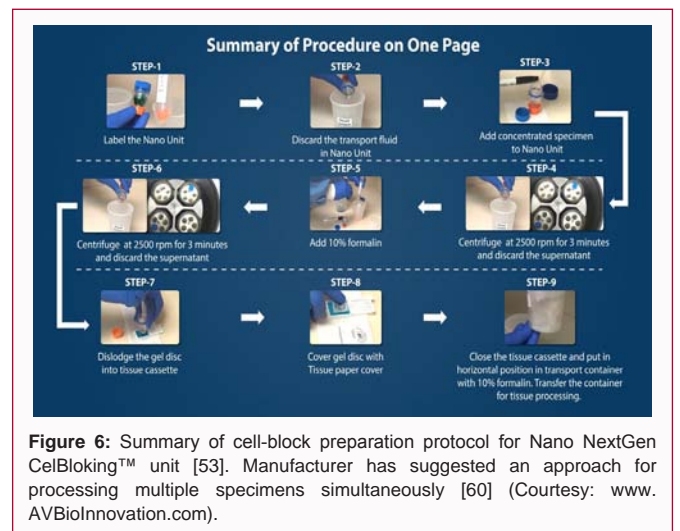 Summary of Procedure on One Page
STEP-1
Label the Nano Unit
STEP-2
Discard the transport fluid
in Nano Unit
STEP-3
Add concentrated specimen
to Nano Unit
STEP-4
Centrifuge at 2500 rpm for 3 minutes
and discard the supernatant
STEP-5
Add 10% formalin
STEP-6
Centrifuge at 2500 rpm for 3 minutes
and discard the supernatant
STEP-7
Dislodge the gel disc
into tissue cassette
STEP-8
Cover gel disc with
Tissue paper cover
STEP-9
Close the tissue cassette and put in
horizontal position in transport container
with 10% formalin. Transfer the container
for tissue processing.
Figure 6: Summary of cell-block preparation protocol for Nano NextGen
CelBloking™ unit [53]. Manufacturer has suggested an approach for
processing multiple specimens simultaneously [60] (Courtesy: www.
AVBioInnovation.com).